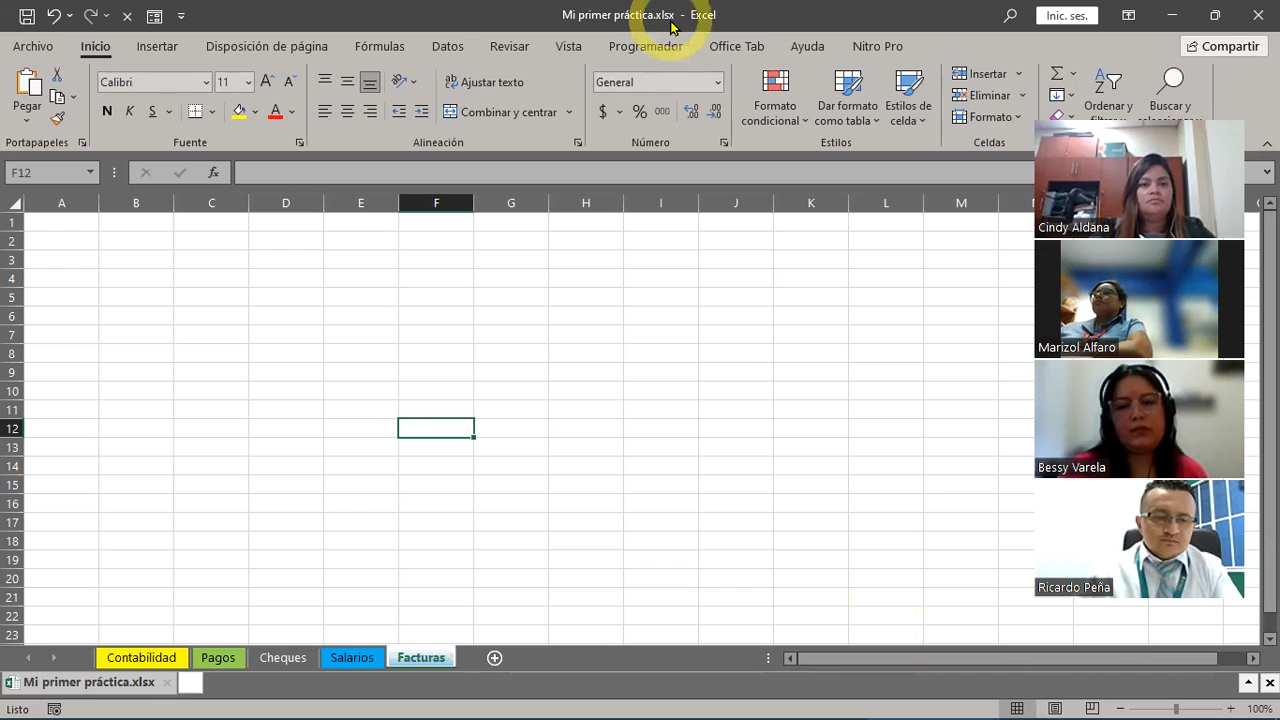 Mi primer práctica.xlsx - Excel
Inic. ses.
Archivo Inicio Insertar Disposición de página Fórmulas Datos Revisar Vista Programador Office Tab Ayuda Nitro Pro Compartir
Pegar
Portapapeles
Calibri 11
N K S
Fuente
Ajustar texto
Combinar y centrar
Alineación
General
$ % 000
Número
Formato condicional
Dar formato como tabla
Estilos de celda
Estilos
Insertar
Eliminar
Formato
Celdas
Ordenar y
Buscar y
F12 fx
A B C D E F G H I J K L M
1
2
3
4
5
6
7
8
9
10
11
12
13
14
15
16
17
18
19
20
21
22
23
Cindy Aldana
Marizol Alfaro
Bessy Varela
Ricardo Peña
Contabilidad Pagos Cheques Salarios Facturas
Mi primer práctica.xlsx
Listo
100%